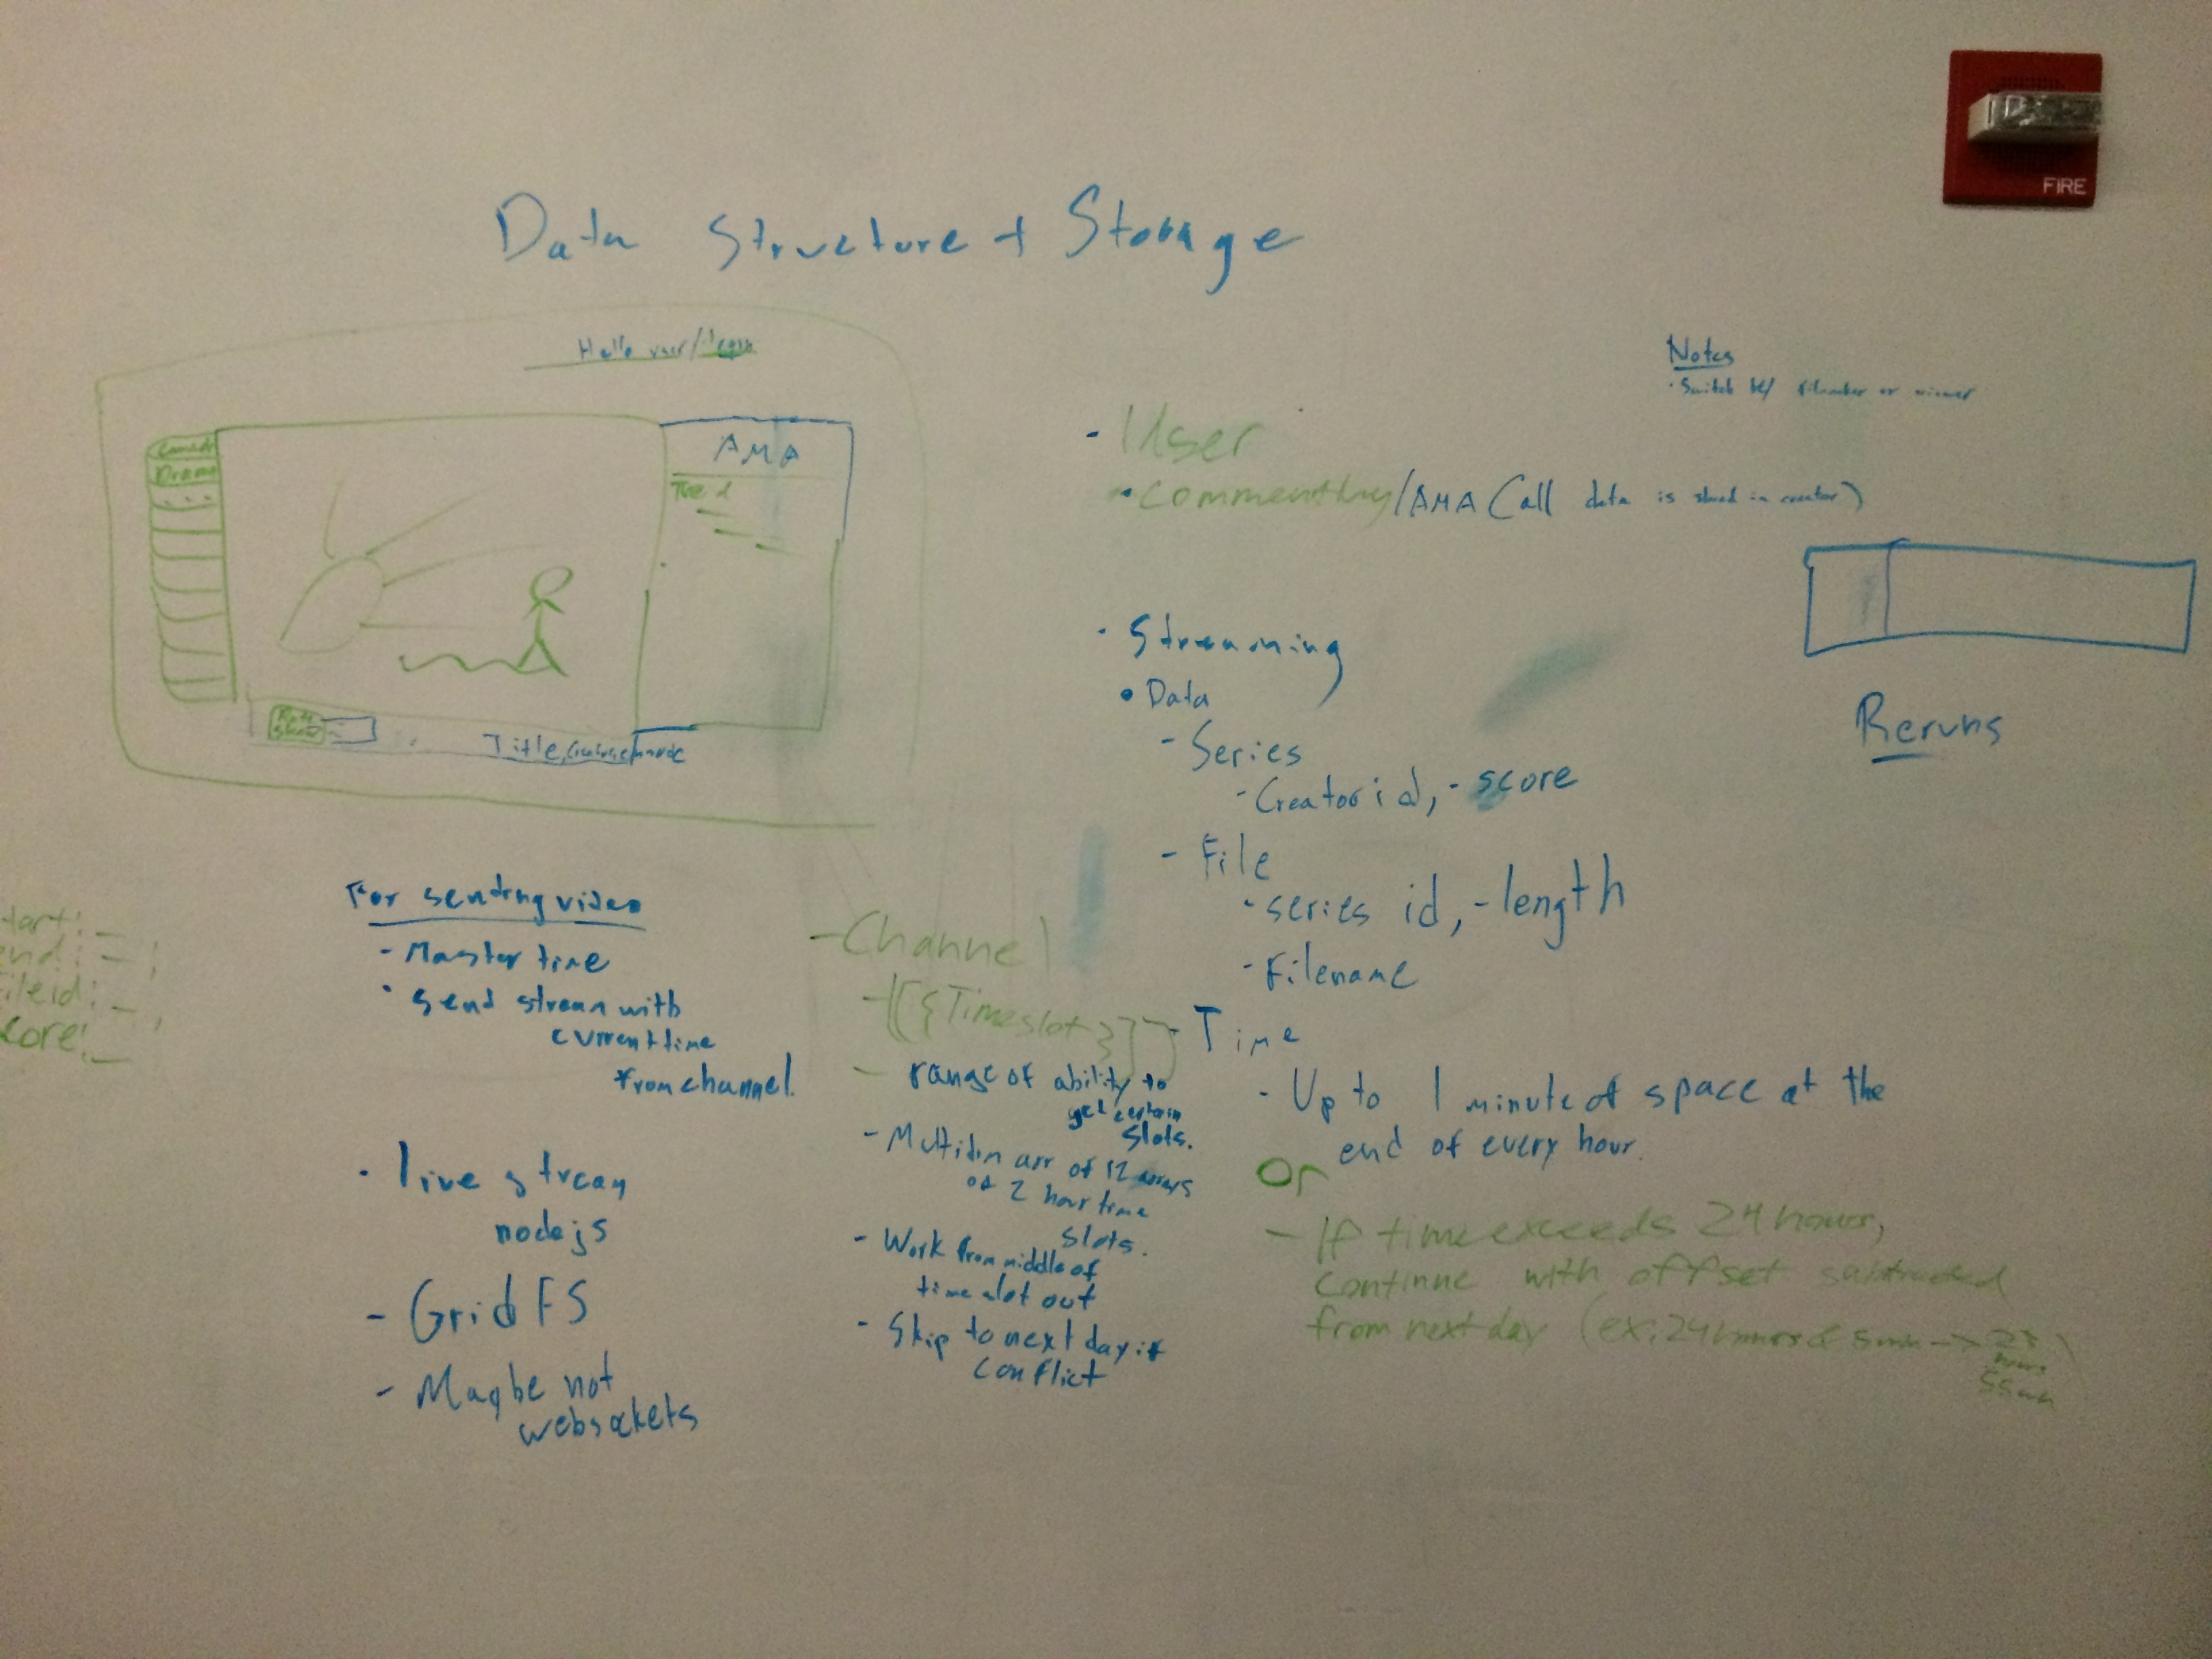 FIRE
Data Structure + Storage
Hello user/login
Notes
· Switch be/ filmmaker or viewer
Comedy
Drama
...
AMA
The 1
Rate
Show
Title,
- User
- Commenting/AMA (all data is stored in creator)
· Streaming
• Data
- Series
- Creator id, - score
- File
- series id, - length
- Filename
Reruns
tart: _ ,
end: _ ,
ileid: _ ,
core: _
For sending video
- Master time
- send stream with
current time
from channel.
· live stream
nodejs
- GridFS
- Maybe not
websockets
- Channel
- [[{Timeslot}]]
- range of ability to
get certain
slots.
- Multidim arr of 12 arrays
of 2 hour time
slots.
- Work from middle of
time slot out
- Skip to next day if
conflict
- Time
- Up to 1 minute of space at the
end of every hour.
Or
- If time exceeds 24 hours,
continue with offset subtracted
from next day (ex: 24 hours & 5 min -> 23
hours
55 min)